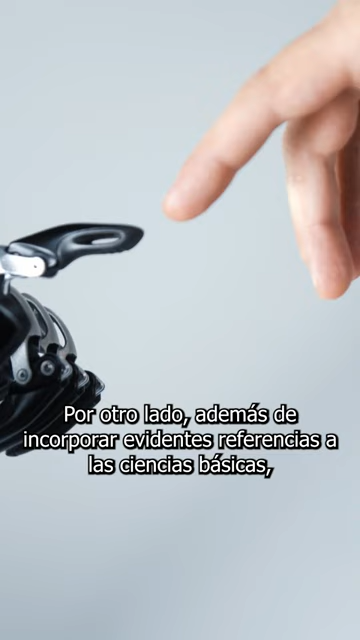 Por otro lado, además de
incorporar evidentes referencias a
las ciencias básicas,